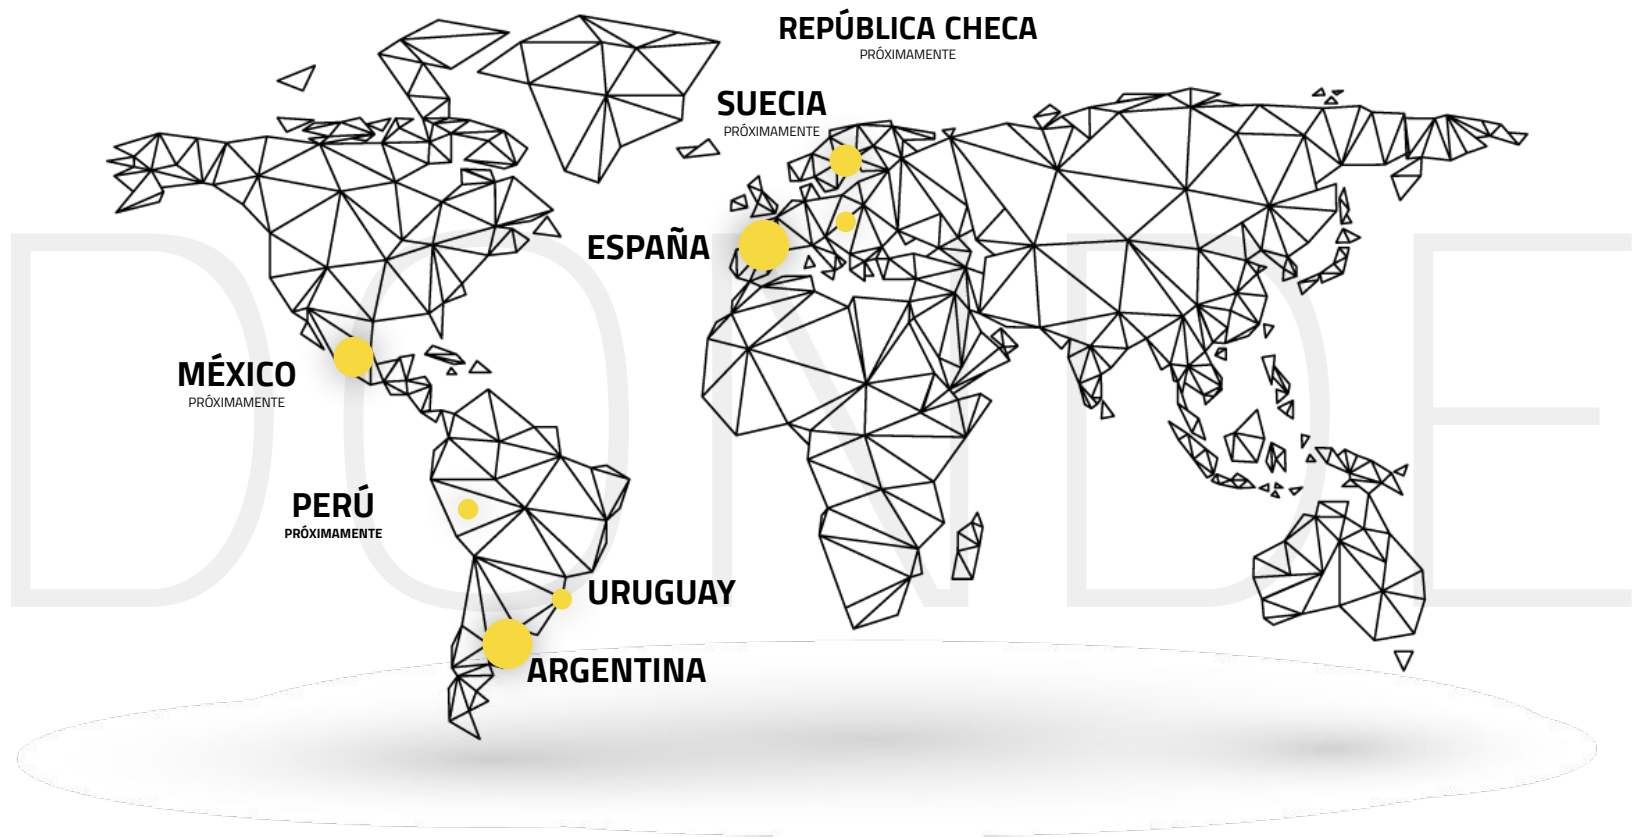 REPÚBLICA CHECA
PRÓXIMAMENTE
SUECIA
PRÓXIMAMENTE
ESPAÑA
MÉXICO
PRÓXIMAMENTE
PERÚ
PRÓXIMAMENTE
URUGUAY
ARGENTINA
DONDE